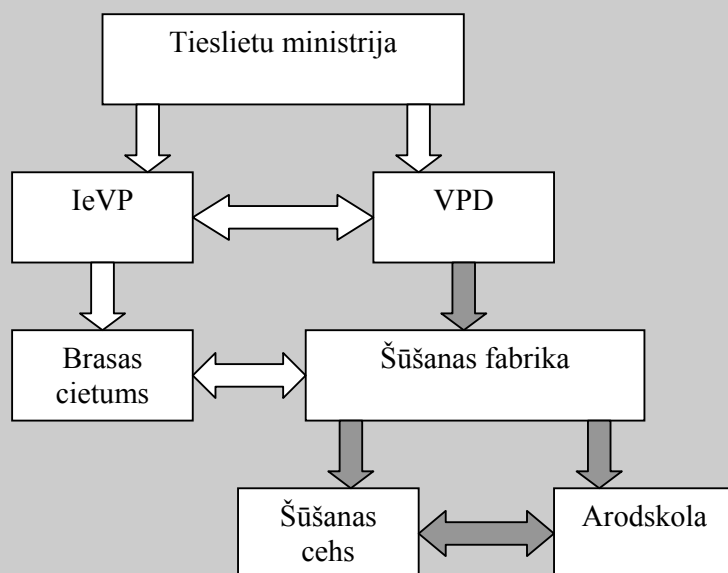 Tieslietu ministrija
IeVP
VPD
Brasas
cietums
Šūšanas fabrika
Šūšanas
cehs
Arodskola